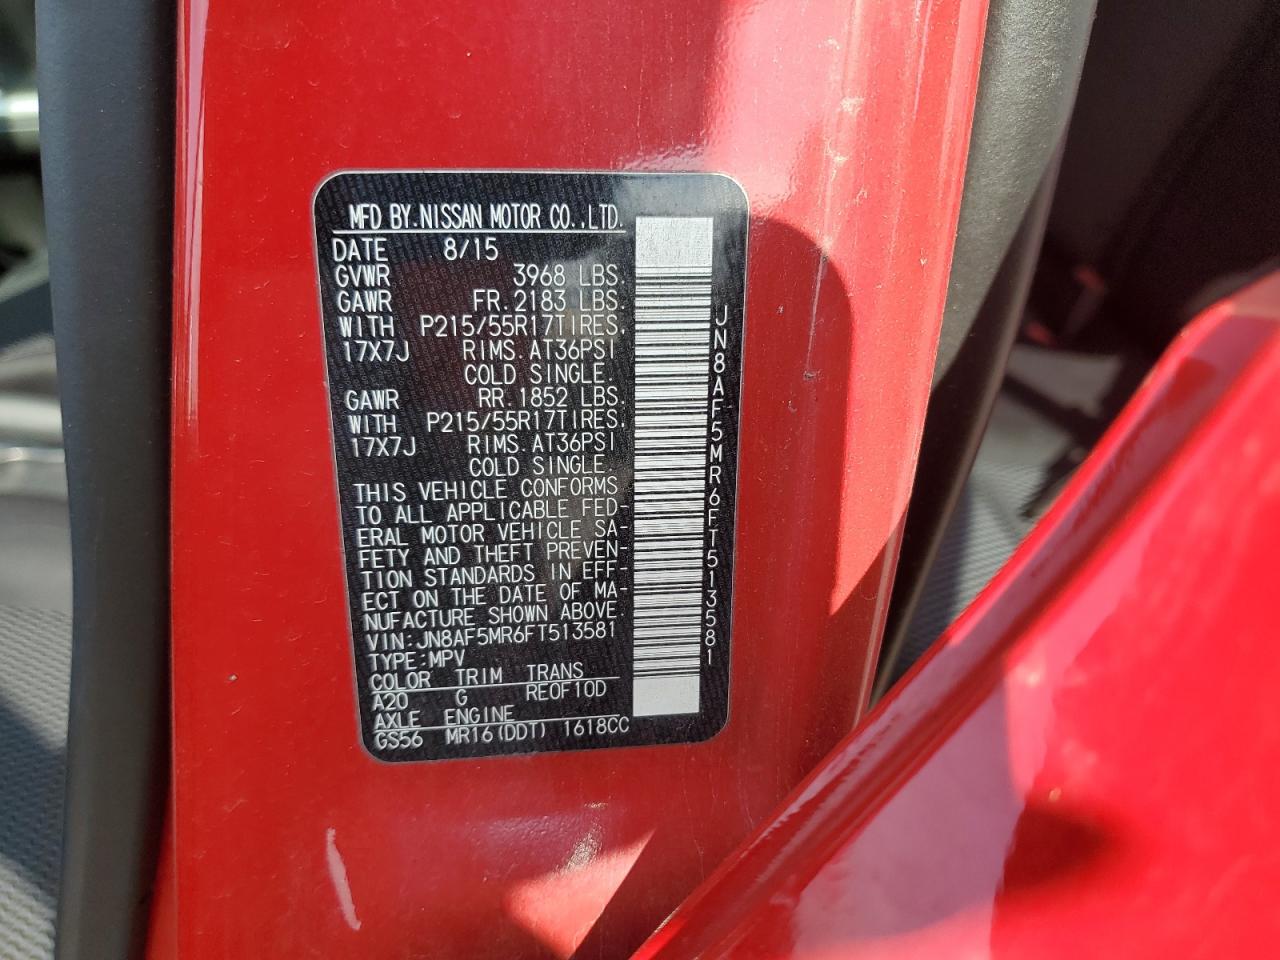 MFD BY.NISSAN MOTOR CO.,LTD.
DATE 8/15
GVWR 3968 LBS
GAWR FR.2183 LBS.
WITH P215/55R17TIRES.
17X7J RIMS.AT36PSI
COLD SINGLE.
GAWR RR.1852 LBS.
WITH P215/55R17TIRES.
17X7J RIMS.AT36PSI
COLD SINGLE.
THIS VEHICLE CONFORMS
TO ALL APPLICABLE FED-
ERAL MOTOR VEHICLE SA-
FETY AND THEFT PREVEN-
TION STANDARDS IN EFF-
ECT ON THE DATE OF MA-
NUFACTURE SHOWN ABOVE.
VIN:JN8AF5MR6FT513581
TYPE:MPV
COLOR TRIM TRANS
A20 G RE0F10D
AXLE ENGINE
GS56 MR16(DDT) 1618CC
JN8AF5MR6FT513581